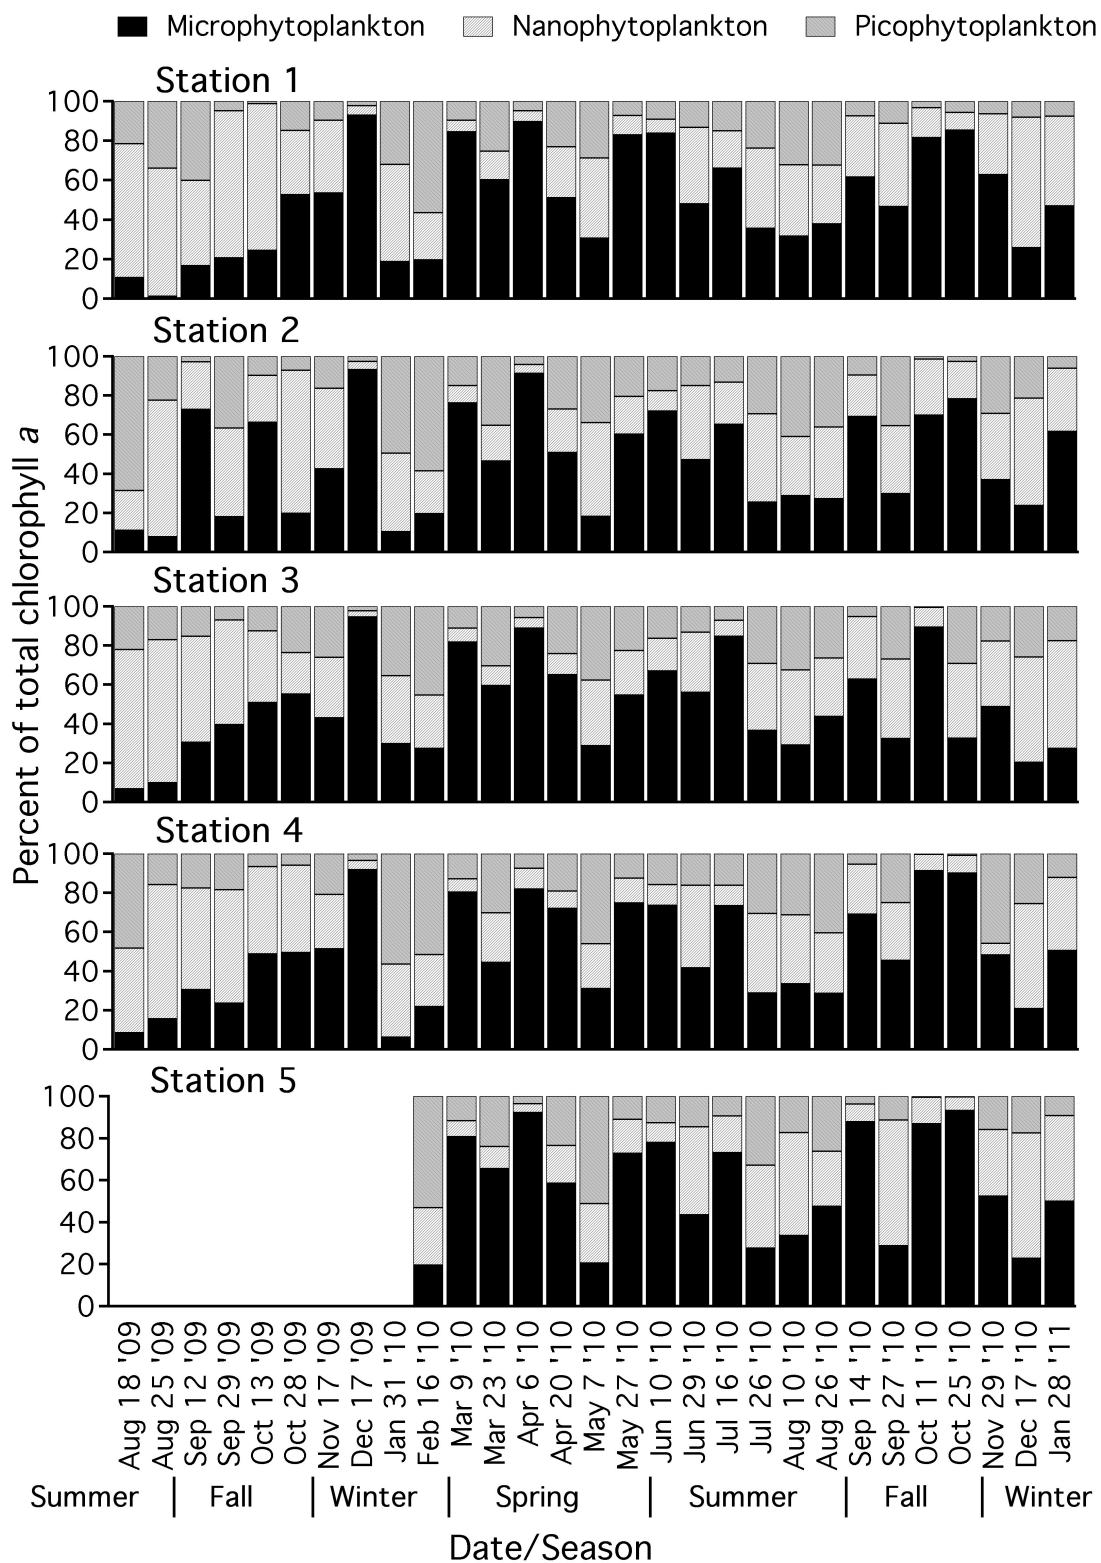 Microphytoplankton Nanophytoplankton Picophytoplankton
Station 1
100
80
60
40
20
0
Station 2
100
80
60
40
20
0
Station 3
100
80
60
40
20
0
Station 4
100
80
60
40
20
0
Station 5
100
80
60
40
20
0
Percent of total chlorophyll a
Aug 18 '09
Aug 25 '09
Sep 12 '09
Sep 29 '09
Oct 13 '09
Oct 28 '09
Nov 17 '09
Dec 17 '09
Jan 31 '10
Feb 16 '10
Mar 9 '10
Mar 23 '10
Apr 6 '10
Apr 20 '10
May 7 '10
May 27 '10
Jun 10 '10
Jun 29 '10
Jul 16 '10
Jul 26 '10
Aug 10 '10
Aug 26 '10
Sep 14 '10
Sep 27 '10
Oct 11 '10
Oct 25 '10
Nov 29 '10
Dec 17 '10
Jan 28 '11
Summer Fall Winter Spring Summer Fall Winter
Date/Season